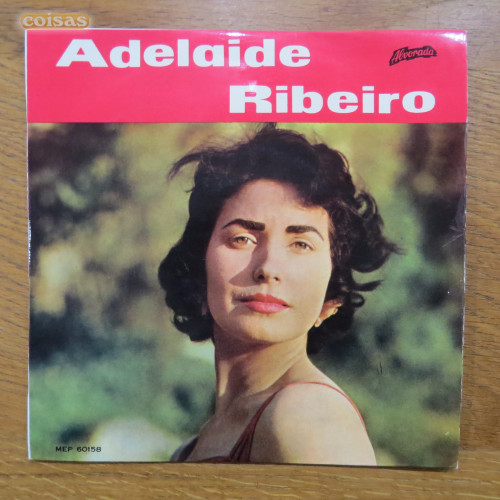 coisas
Adelaide
Alvorada
Ribeiro
MEP 60158